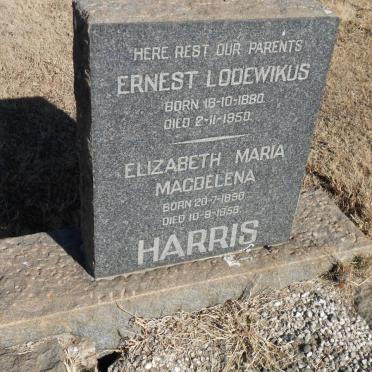 HERE REST OUR PARENTS
ERNEST LODEWIKUS
BORN 18-10-1880.
DIED 2-11-1950.
ELIZABETH MARIA
MAGDELENA
BORN 20-7-1890
DIED 10-8-1958.
HARRIS